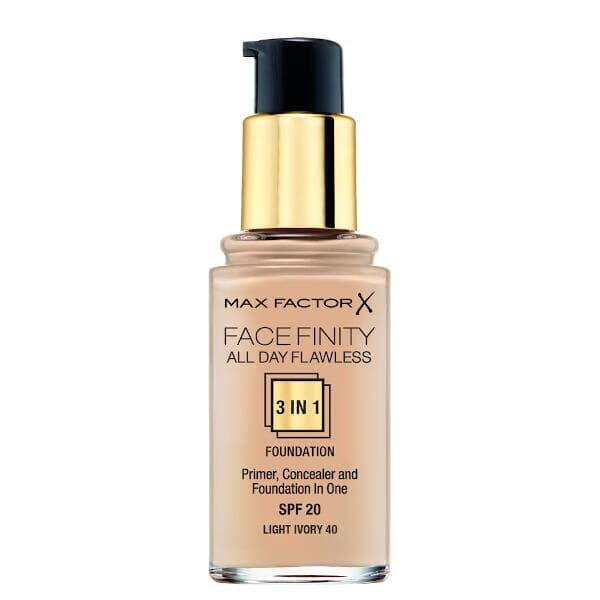 MAX FACTOR X
FACE FINITY
ALL DAY FLAWLESS
3 IN 1
FOUNDATION
Primer, Concealer and
Foundation In One
SPF 20
LIGHT IVORY 40